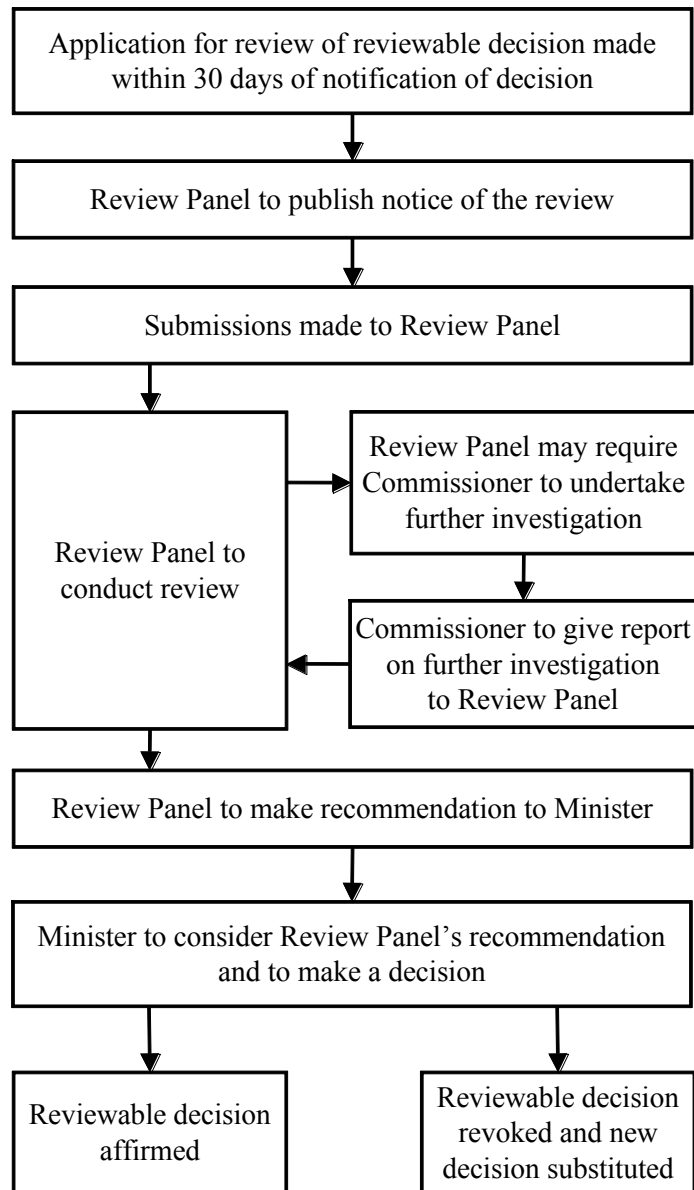 Application for review of reviewable decision made
within 30 days of notification of decision
Review Panel to publish notice of the review
Submissions made to Review Panel
Review Panel to
conduct review
Review Panel may require
Commissioner to undertake
further investigation
Commissioner to give report
on further investigation
to Review Panel
Review Panel to make recommendation to Minister
Minister to consider Review Panel’s recommendation
and to make a decision
Reviewable decision
affirmed
Reviewable decision
revoked and new
decision substituted